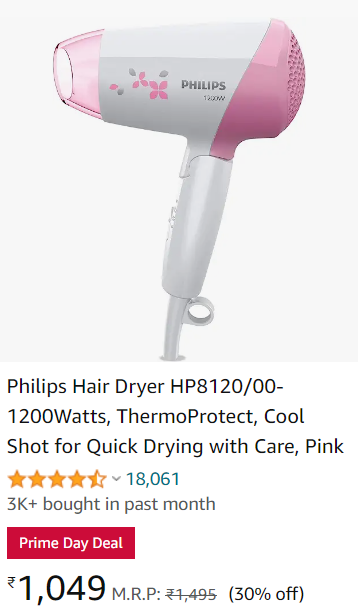 PHILIPS
1200W
Philips Hair Dryer HP8120/00-
1200Watts, ThermoProtect, Cool
Shot for Quick Drying with Care, Pink
18,061
3K+ bought in past month
Prime Day Deal
₹1,049 M.R.P: ₹1,495 (30% off)